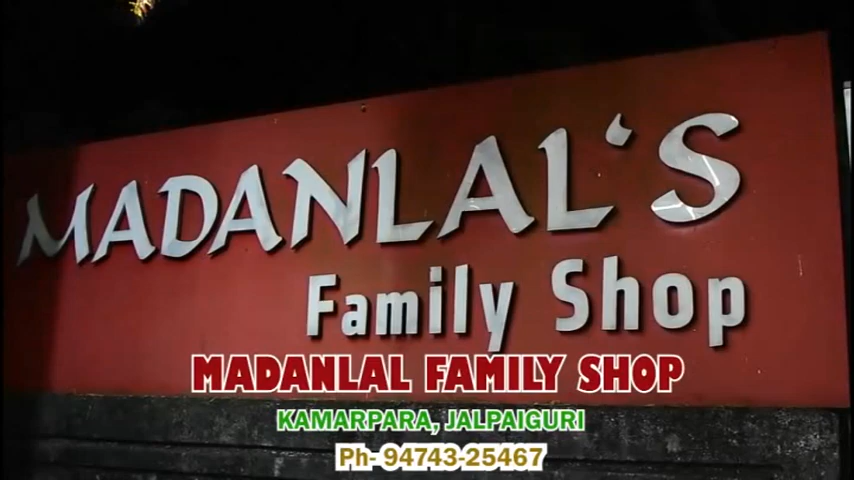 MADANLAL'S
Family Shop
MADANLAL FAMILY SHOP
KAMARPARA, JALPAIGURI
Ph- 94743-25467